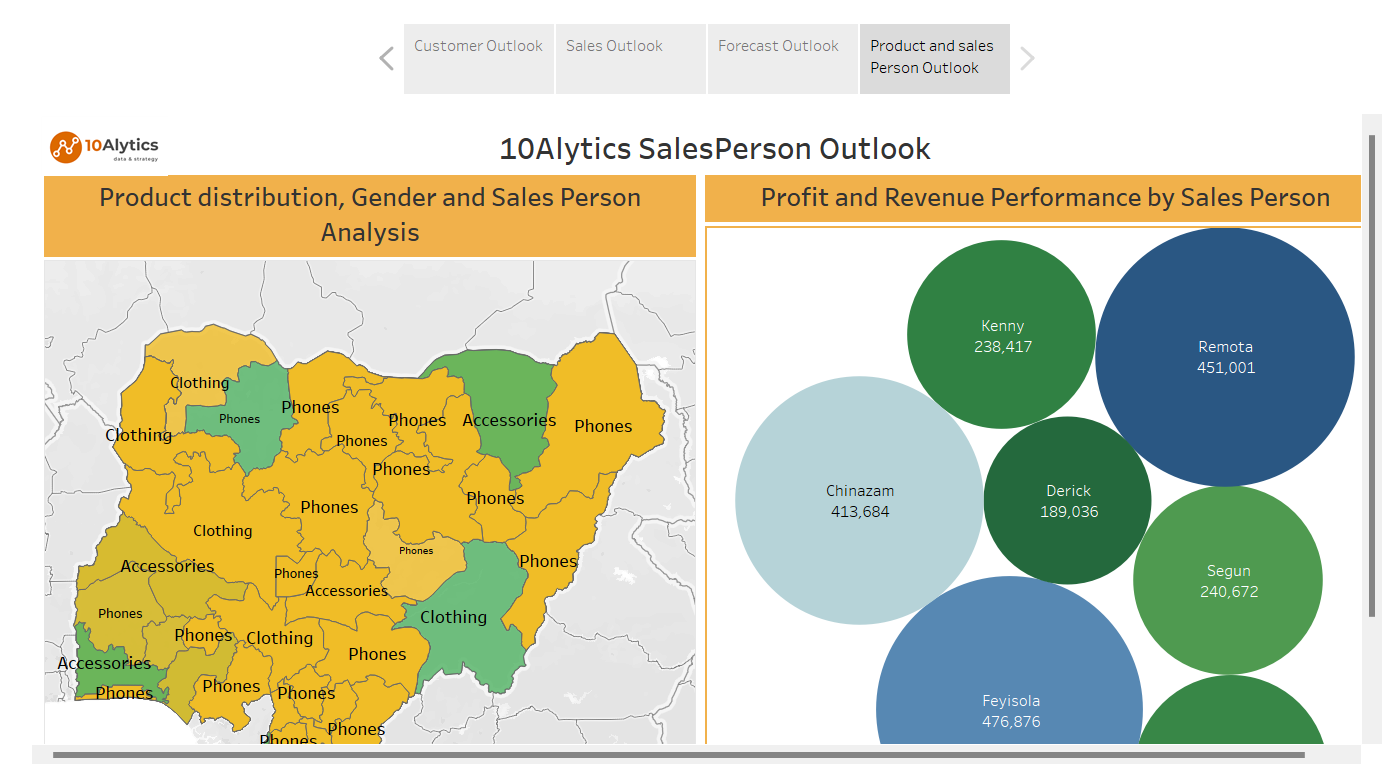 Customer Outlook
Sales Outlook
Forecast Outlook
Product and sales
Person Outlook
10Alytics
data & strategy
10Alytics SalesPerson Outlook
Product distribution, Gender and Sales Person
Analysis
Profit and Revenue Performance by Sales Person
Clothing
Phones
Phones
Phones
Accessories
Phones
Clothing
Phones
Phones
Phones
Phones
Clothing
Phones
Phones
Accessories
Phones
Accessories
Phones
Clothing
Phones
Clothing
Phones
Accessories
Phones
Phones
Phones
Phones
Phones
Phones
Kenny
238,417
Remota
451,001
Chinazam
413,684
Derick
189,036
Segun
240,672
Feyisola
476,876